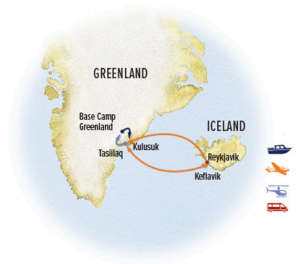 GREENLAND
Base Camp
Greenland
ICELAND
Kulusuk
Tasiilaq
Reykjavik
Keflavik